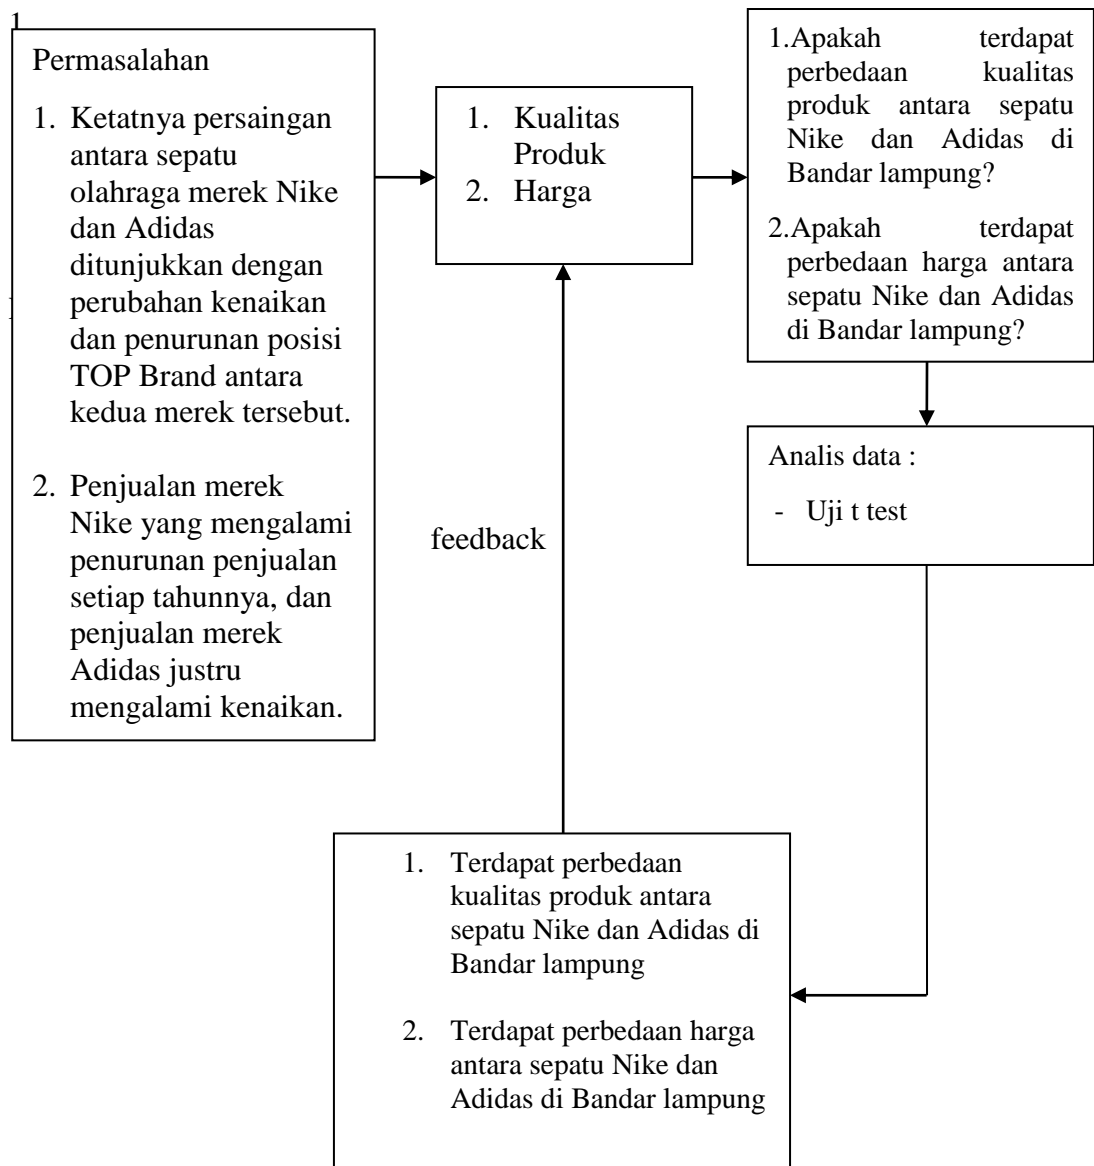 1
Permasalahan
1. Ketatnya persaingan
antara sepatu
olahraga merek Nike
dan Adidas
ditunjukkan dengan
perubahan kenaikan
dan penurunan posisi
TOP Brand antara
kedua merek tersebut.
2. Penjualan merek
Nike yang mengalami
penurunan penjualan
setiap tahunnya, dan
penjualan merek
Adidas justru
mengalami kenaikan.
1. Kualitas
Produk
2. Harga
1.Apakah terdapat
perbedaan kualitas
produk antara sepatu
Nike dan Adidas di
Bandar lampung?
2.Apakah terdapat
perbedaan harga antara
sepatu Nike dan Adidas
di Bandar lampung?
Analis data :
- Uji t test
feedback
1. Terdapat perbedaan
kualitas produk antara
sepatu Nike dan Adidas di
Bandar lampung
2. Terdapat perbedaan harga
antara sepatu Nike dan
Adidas di Bandar lampung